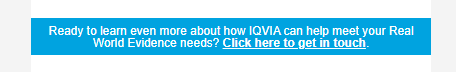 Ready to learn even more about how IQVIA can help meet your Real
World Evidence needs? Click here to get in touch.